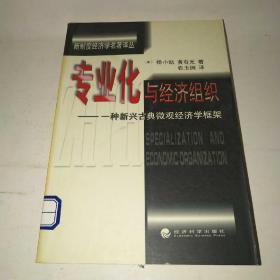 新制度经济学名著译丛
杨小凯 黄有光 著
张玉纲 译
专业化与经济组织
——一种新兴古典微观经济学框架
SPECIALIZATION AND
ECONOMIC ORGANIZATION
经济科学出版社